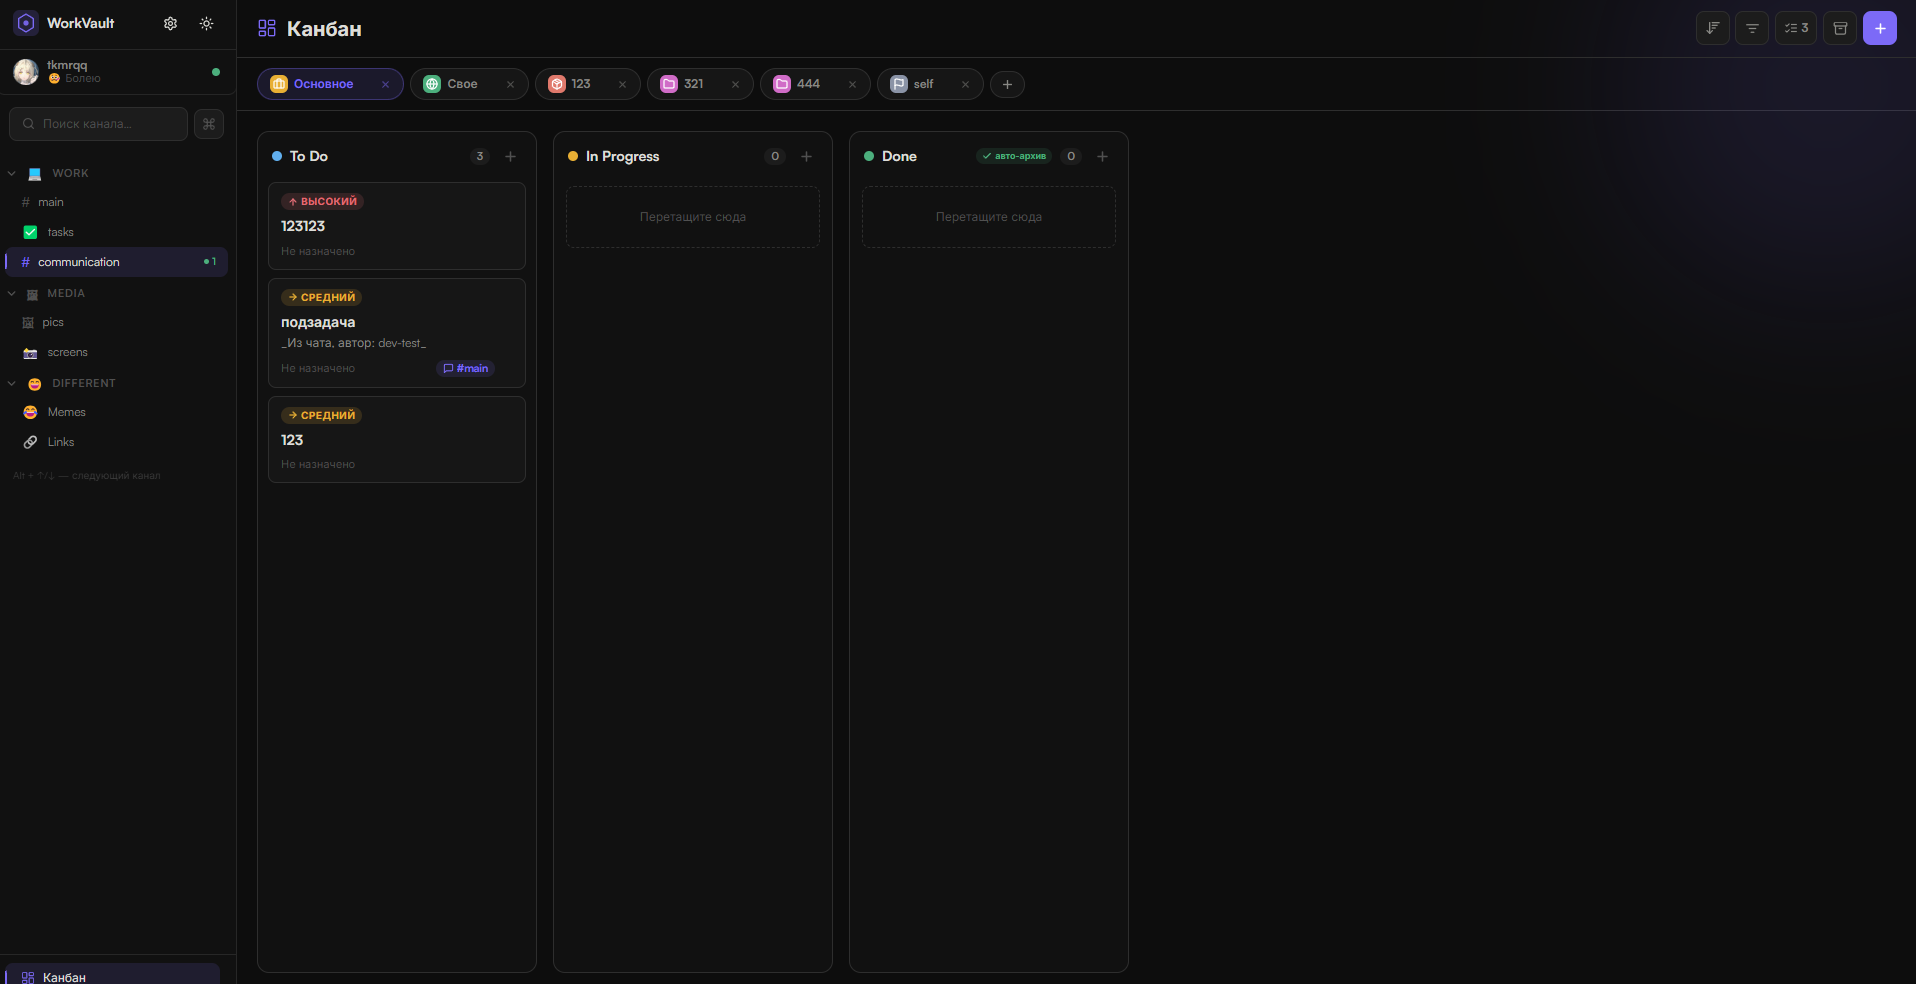 WorkVault
tkmrqq
Болею
Поиск канала...
WORK
# main
tasks
# communication
1
MEDIA
pics
screens
DIFFERENT
Memes
Links
Alt + ↑/↓ — следующий канал
Канбан
Канбан
3
Основное
Свое
123
321
444
self
To Do
3
ВЫСОКИЙ
123123
Не назначено
СРЕДНИЙ
подзадача
_Из чата, автор: dev-test_
Не назначено
#main
СРЕДНИЙ
123
Не назначено
In Progress
0
Перетащите сюда
Done
авто-архив
0
Перетащите сюда